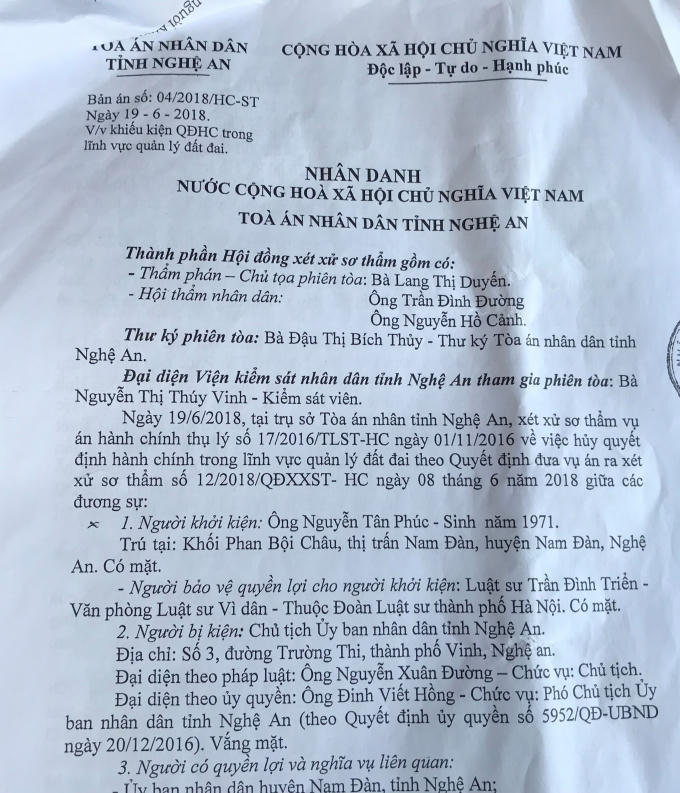 TOÀ ÁN NHÂN DÂN
TỈNH NGHỆ AN
CỘNG HÒA XÃ HỘI CHỦ NGHĨA VIỆT NAM
Độc lập - Tự do - Hạnh phúc
Bản án số: 04/2018/HC-ST
Ngày 19 - 6 - 2018.
V/v khiếu kiện QĐHC trong
lĩnh vực quản lý đất đai.
NHÂN DANH
NƯỚC CỘNG HOÀ XÃ HỘI CHỦ NGHĨA VIỆT NAM
TOÀ ÁN NHÂN DÂN TỈNH NGHỆ AN
Thành phần Hội đồng xét xử sơ thẩm gồm có:
- Thẩm phán – Chủ tọa phiên tòa: Bà Lang Thị Duyến.
- Hội thẩm nhân dân: Ông Trần Đình Đường
Ông Nguyễn Hồ Cảnh.
Thư ký phiên tòa: Bà Đậu Thị Bích Thủy - Thư ký Tòa án nhân dân tỉnh
Nghệ An.
Đại diện Viện kiểm sát nhân dân tỉnh Nghệ An tham gia phiên tòa: Bà
Nguyễn Thị Thúy Vinh - Kiểm sát viên.
Ngày 19/6/2018, tại trụ sở Tòa án nhân tỉnh Nghệ An, xét xử sơ thẩm vụ
án hành chính thụ lý số 17/2016/TLST-HC ngày 01/11/2016 về việc hủy quyết
định hành chính trong lĩnh vực quản lý đất đai theo Quyết định đưa vụ án ra xét
xử sơ thẩm số 12/2018/QĐXXST- HC ngày 08 tháng 6 năm 2018 giữa các
đương sự:
1. Người khởi kiện: Ông Nguyễn Tân Phúc - Sinh năm 1971.
Trú tại: Khối Phan Bội Châu, thị trấn Nam Đàn, huyện Nam Đàn, Nghệ
An. Có mặt.
- Người bảo vệ quyền lợi cho người khởi kiện: Luật sư Trần Đình Triển -
Văn phòng Luật sư Vì dân - Thuộc Đoàn Luật sư thành phố Hà Nội. Có mặt.
2. Người bị kiện: Chủ tịch Ủy ban nhân dân tỉnh Nghệ An.
Địa chỉ: Số 3, đường Trường Thi, thành phố Vinh, Nghệ an.
Đại diện theo pháp luật: Ông Nguyễn Xuân Đường – Chức vụ: Chủ tịch.
Đại diện theo ủy quyền: Ông Đinh Viết Hồng - Chức vụ: Phó Chủ tịch Ủy
ban nhân dân tỉnh Nghệ An (theo Quyết định ủy quyền số 5952/QĐ-UBND
ngày 20/12/2016). Vắng mặt.
3. Người có quyền lợi và nghĩa vụ liên quan:
- Ủy ban nhân dân huyện Nam Đàn, tỉnh Nghệ An;